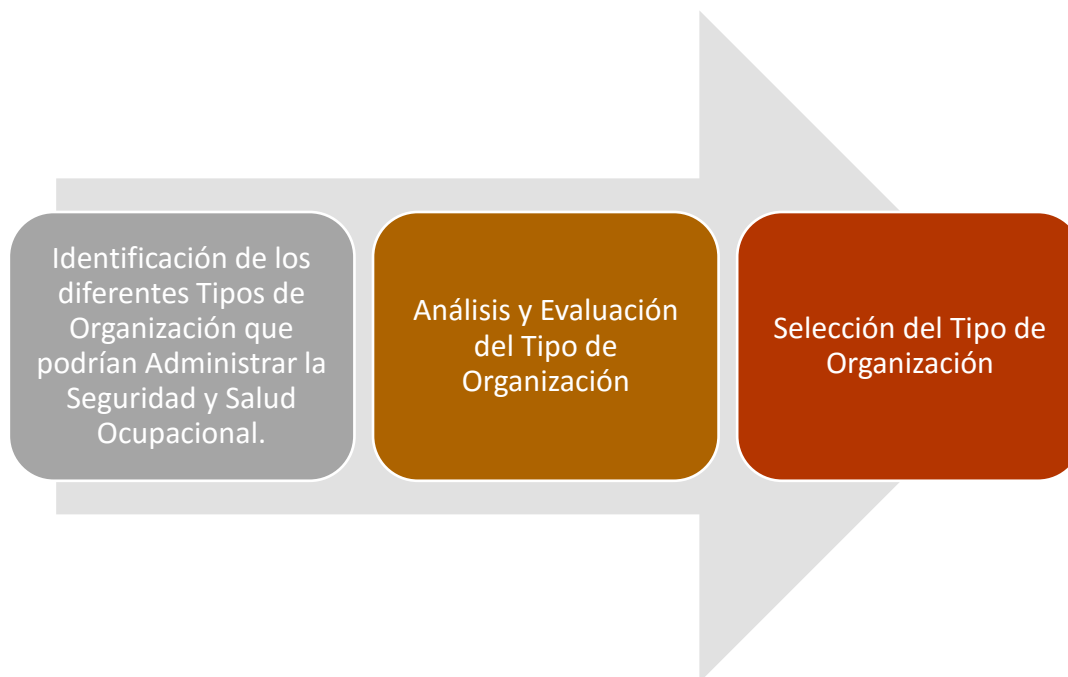 Identificación de los
diferentes Tipos de
Organización que
podrían Administrar la
Seguridad y Salud
Ocupacional.
Análisis y Evaluación
del Tipo de
Organización
Selección del Tipo de
Organización